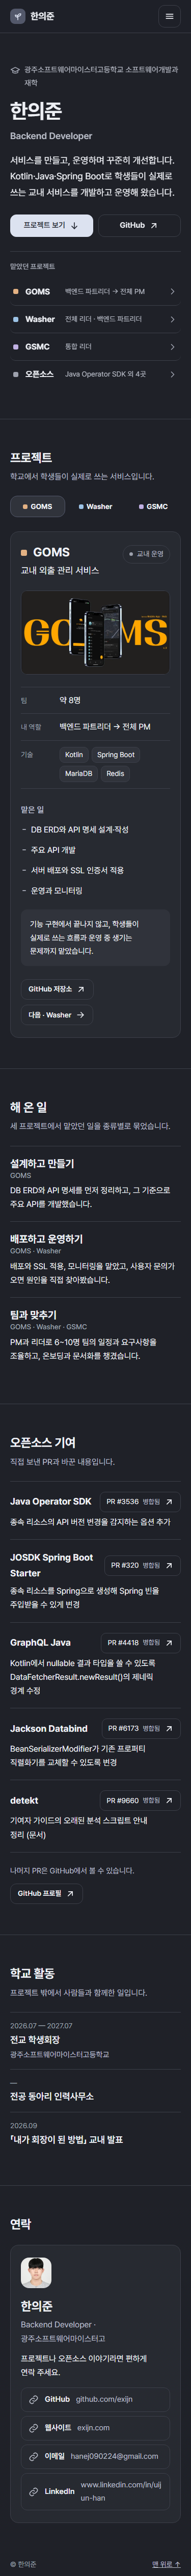 한의준
광주소프트웨어마이스터고등학교 소프트웨어개발과
재학
한의준
Backend Developer
서비스를 만들고, 운영하며 꾸준히 개선합니다.
Kotlin·Java·Spring Boot로 학생들이 실제로
쓰는 교내 서비스를 개발하고 운영해 왔습니다.
프로젝트 보기 ↓
GitHub ↗
맡았던 프로젝트
GOMS 백엔드 파트리더 → 전체 PM
Washer 전체 리더 · 백엔드 파트리더
GSMC 통합 리더
오픈소스 Java Operator SDK 외 4곳
프로젝트
학교에서 학생들이 실제로 쓰는 서비스입니다.
GOMS
Washer
GSMC
GOMS 교내 운영
교내 외출 관리 서비스
GOMS
팀 약 8명
내 역할 백엔드 파트리더 → 전체 PM
기술 Kotlin Spring Boot
MariaDB Redis
맡은 일
- DB ERD와 API 명세 설계·작성
- 주요 API 개발
- 서버 배포와 SSL 인증서 적용
- 운영과 모니터링
기능 구현에서 끝나지 않고, 학생들이
실제로 쓰는 흐름과 운영 중 생기는
문제까지 맡았습니다.
GitHub 저장소 ↗
다음 · Washer →
해 온 일
세 프로젝트에서 맡았던 일을 종류별로 묶었습니다.
설계하고 만들기
GOMS
DB ERD와 API 명세를 먼저 정리하고, 그 기준으로
주요 API를 개발했습니다.
배포하고 운영하기
GOMS · Washer
배포와 SSL 적용, 모니터링을 맡았고, 사용자 문의가
오면 원인을 직접 찾아봤습니다.
팀과 맞추기
GOMS · Washer · GSMC
PM과 리더로 6~10명 팀의 일정과 요구사항을
조율하고, 온보딩과 문서화를 챙겼습니다.
오픈소스 기여
직접 보낸 PR과 바꾼 내용입니다.
Java Operator SDK PR #3536 병합됨 ↗
종속 리소스의 API 버전 변경을 감지하는 옵션 추가
JOSDK Spring Boot
Starter PR #320 병합됨 ↗
종속 리소스를 Spring으로 생성해 Spring 빈을
주입받을 수 있게 변경
GraphQL Java PR #4418 병합됨 ↗
Kotlin에서 nullable 결과 타입을 쓸 수 있도록
DataFetcherResult.newResult()의 제네릭
경계 수정
Jackson Databind PR #6173 병합됨 ↗
BeanSerializerModifier가 기존 프로퍼티
직렬화기를 교체할 수 있도록 변경
detekt PR #9660 병합됨 ↗
기여자 가이드의 오래된 분석 스크립트 안내
정리 (문서)
나머지 PR은 GitHub에서 볼 수 있습니다.
GitHub 프로필 ↗
학교 활동
프로젝트 밖에서 사람들과 함께한 일입니다.
2026.07 — 2027.07
전교 학생회장
광주소프트웨어마이스터고등학교
—
전공 동아리 인력사무소
2026.09
「내가 회장이 된 방법」 교내 발표
연락
한의준
Backend Developer ·
광주소프트웨어마이스터고
프로젝트나 오픈소스 이야기라면 편하게
연락 주세요.
GitHub github.com/exijn
웹사이트 exijn.com
이메일 hanej090224@gmail.com
LinkedIn www.linkedin.com/in/uij
un-han
© 한의준
맨 위로 ↑